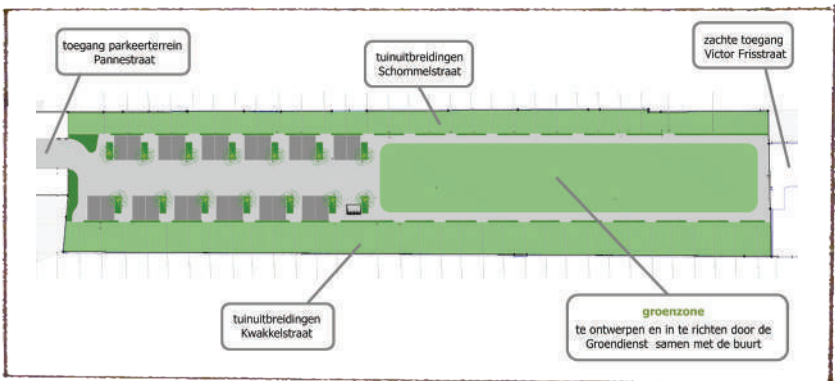 toegang parkeerterrein
Pannestraat
tuinuitbreidingen
Schommelstraat
zachte toegang
Victor Frisstraat
tuinuitbreidingen
Kwakkelstraat
groenzone
te ontwerpen en in te richten door de
Groendienst samen met de buurt